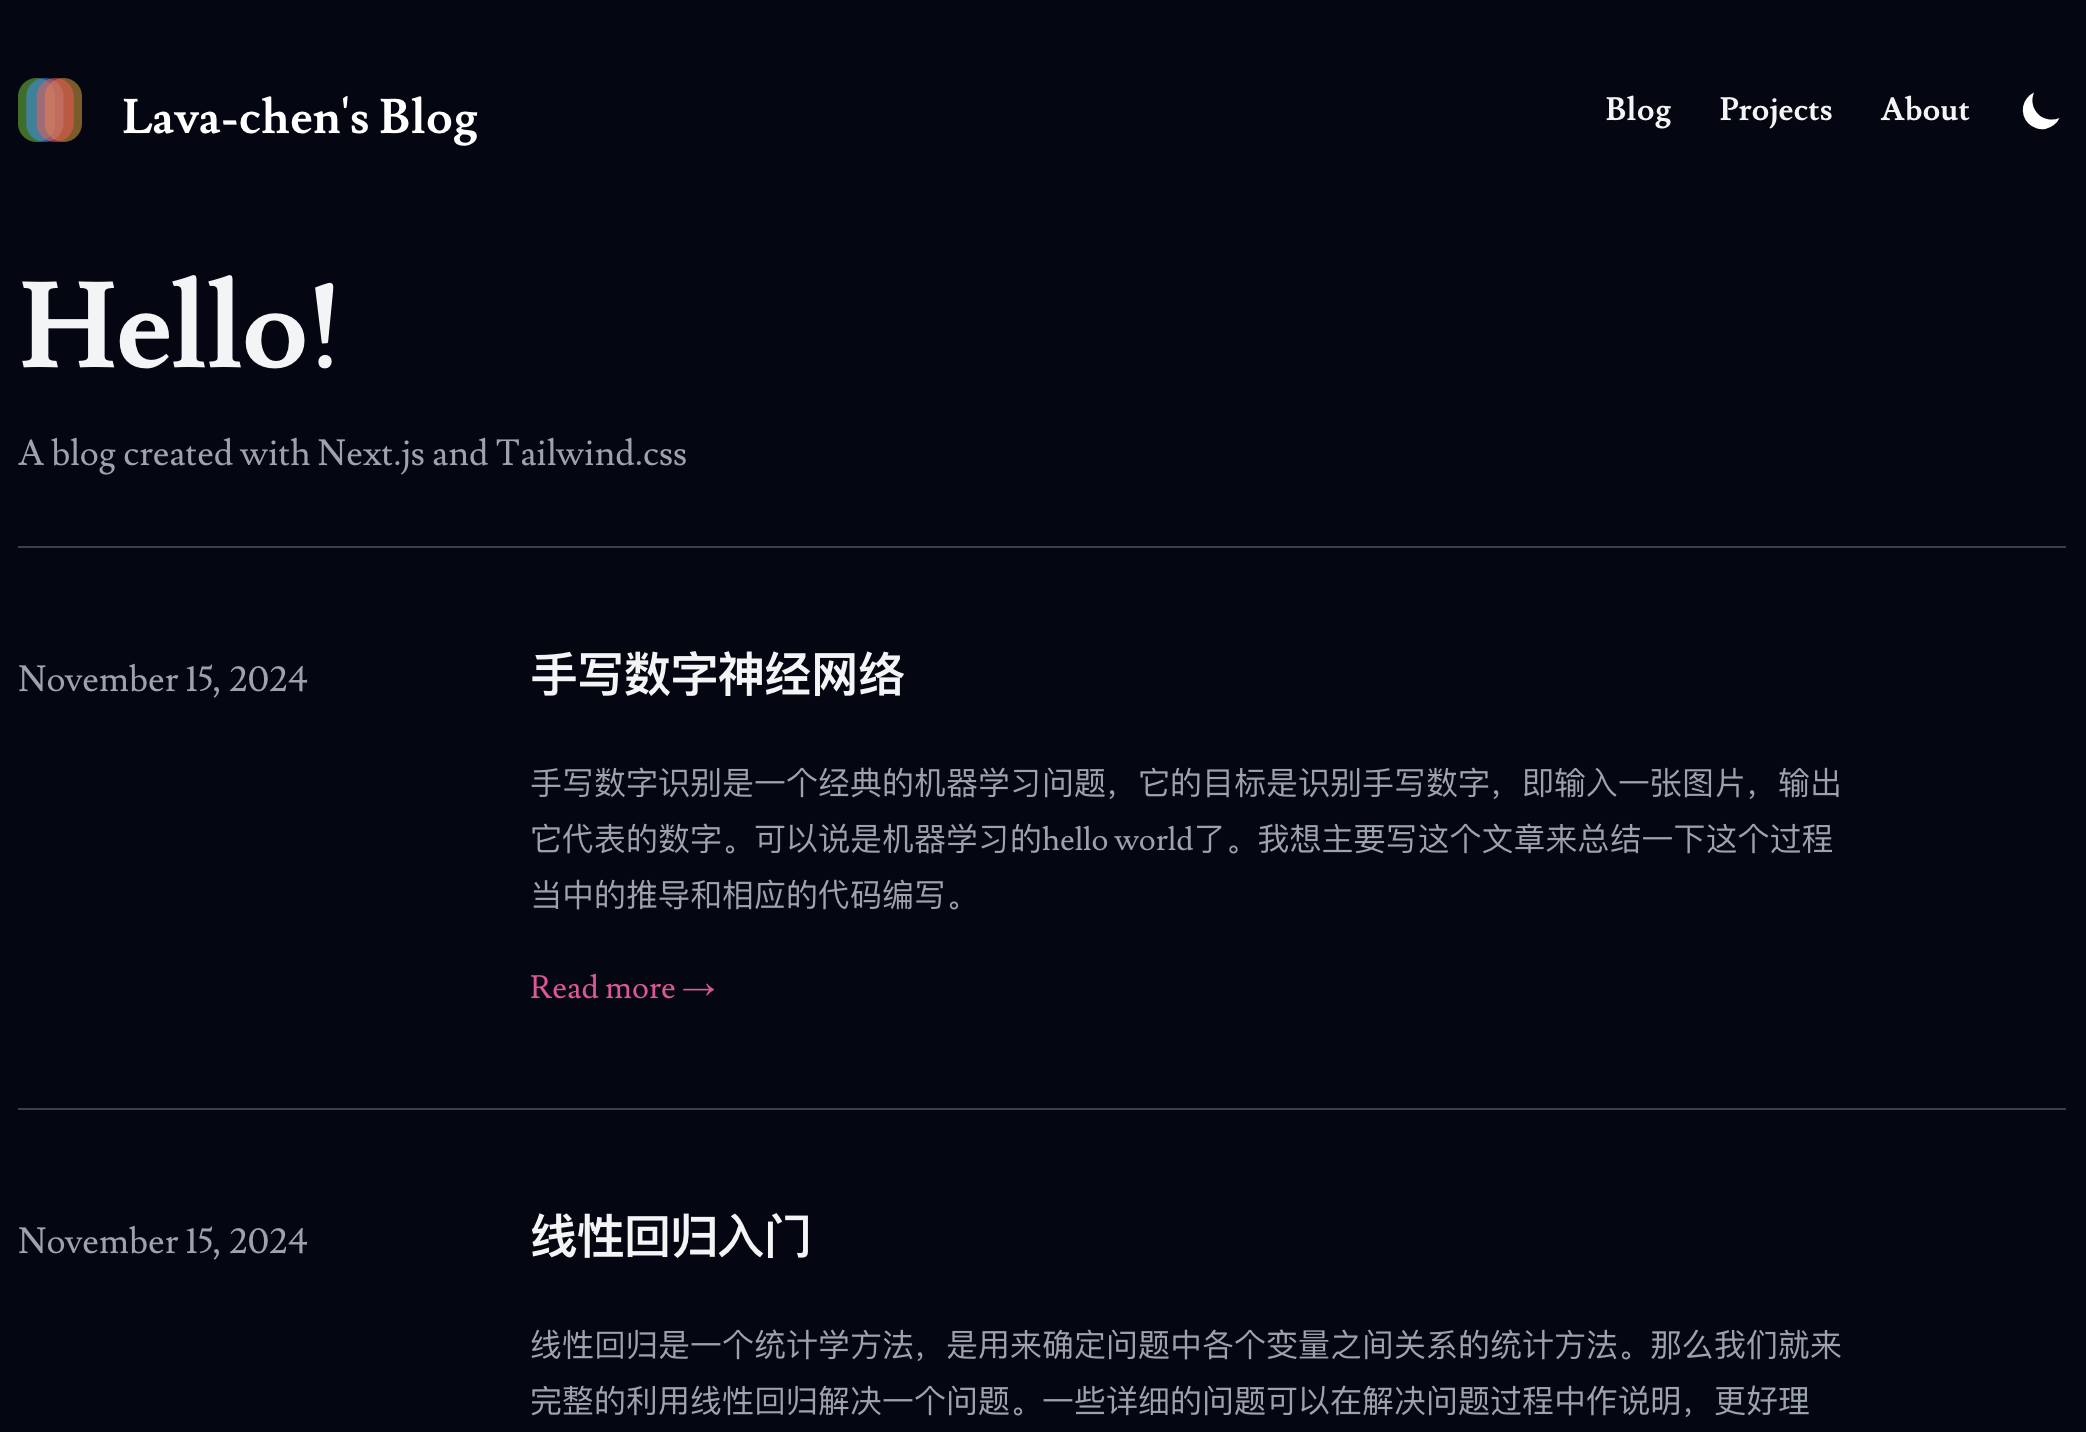 Lava-chen's Blog
Blog
Projects
About
Hello!
A blog created with Next.js and Tailwind.css
November 15, 2024
手写数字神经网络
手写数字识别是一个经典的机器学习问题，它的目标是识别手写数字，即输入一张图片，输出
它代表的数字。可以说是机器学习的hello world了。我想主要写这个文章来总结一下这个过程
当中的推导和相应的代码编写。
Read more →
November 15, 2024
线性回归入门
线性回归是一个统计学方法，是用来确定问题中各个变量之间关系的统计方法。那么我们就来
完整的利用线性回归解决一个问题。一些详细的问题可以在解决问题过程中作说明，更好理